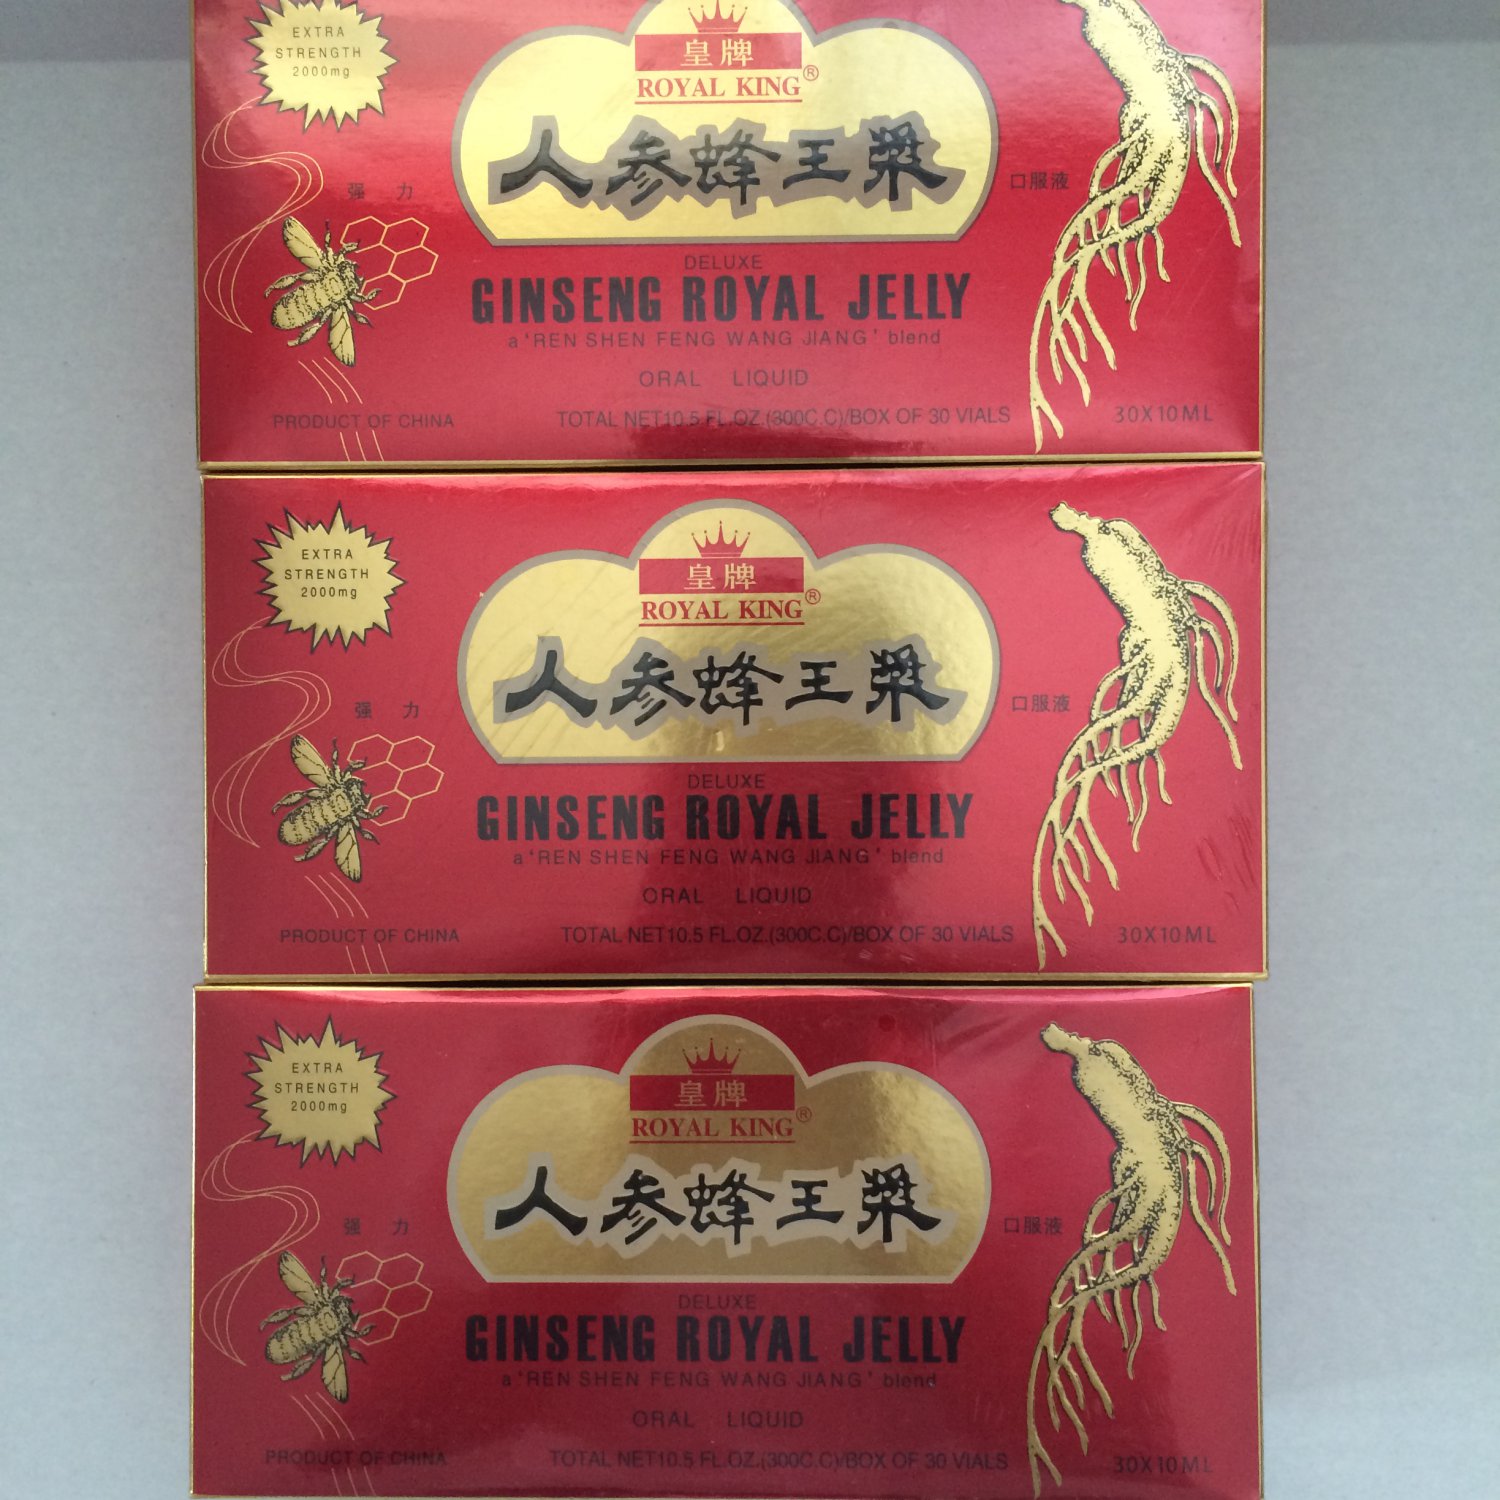 EXTRA
STRENGTH
2000mg
皇牌
ROYAL KING®
人参蜂王浆
强 力
口服液
DELUXE
GINSENG ROYAL JELLY
a 'REN SHEN FENG WANG JIANG' blend
ORAL LIQUID
PRODUCT OF CHINA
TOTAL NET10.5 FL.OZ.(300C.C)/BOX OF 30 VIALS
30X10ML
EXTRA
STRENGTH
2000mg
皇牌
ROYAL KING®
人参蜂王浆
强 力
口服液
DELUXE
GINSENG ROYAL JELLY
a 'REN SHEN FENG WANG JIANG' blend
ORAL LIQUID
PRODUCT OF CHINA
TOTAL NET10.5 FL.OZ.(300C.C)/BOX OF 30 VIALS
30X10ML
EXTRA
STRENGTH
2000mg
皇牌
ROYAL KING®
人参蜂王浆
强 力
口服液
DELUXE
GINSENG ROYAL JELLY
a 'REN SHEN FENG WANG JIANG' blend
ORAL LIQUID
PRODUCT OF CHINA
TOTAL NET10.5 FL.OZ.(300C.C)/BOX OF 30 VIALS
30X10ML